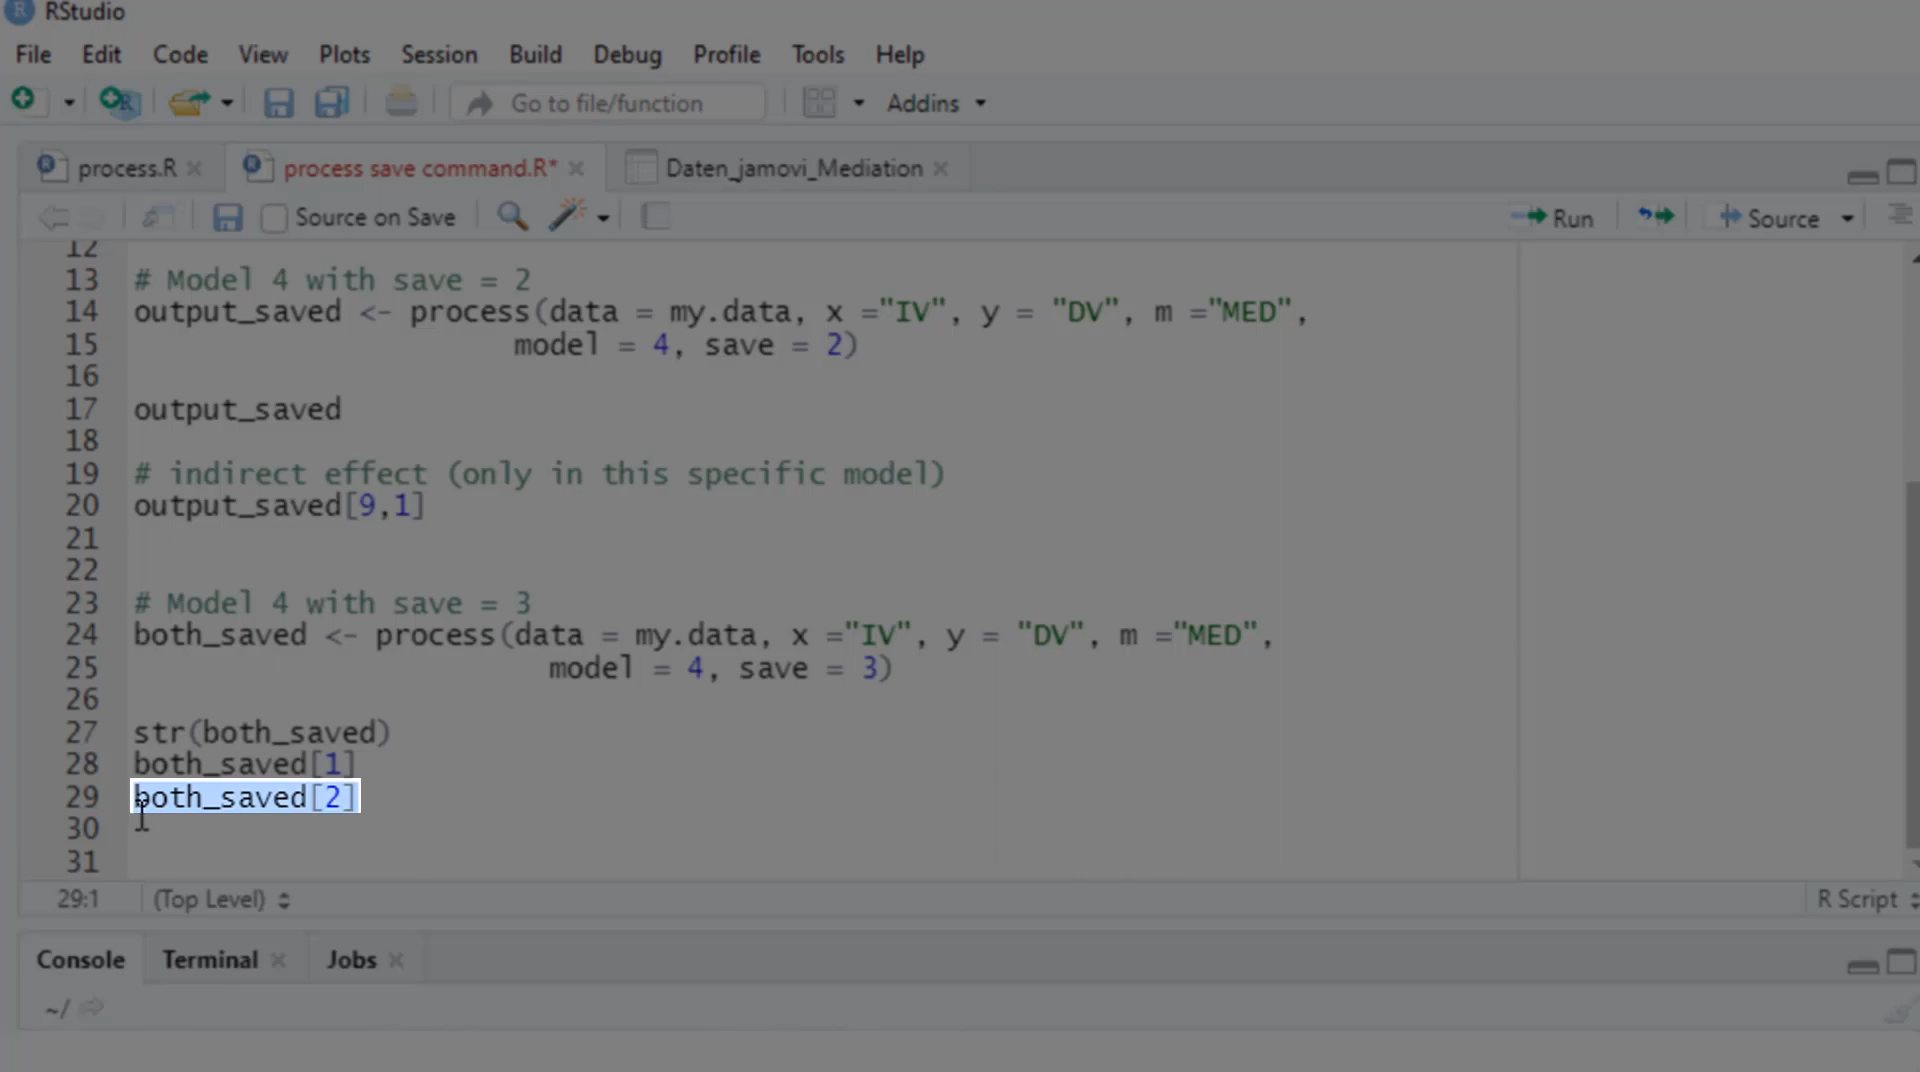 RStudio
File Edit Code View Plots Session Build Debug Profile Tools Help
Go to file/function Addins
process.R process save command.R* Daten_jamovi_Mediation
Source on Save Run Source
12
13 # Model 4 with save = 2
14 output_saved <- process(data = my.data, x ="IV", y = "DV", m ="MED",
15 model = 4, save = 2)
16
17 output_saved
18
19 # indirect effect (only in this specific model)
20 output_saved[9,1]
21
22
23 # Model 4 with save = 3
24 both_saved <- process(data = my.data, x ="IV", y = "DV", m ="MED",
25 model = 4, save = 3)
26
27 str(both_saved)
28 both_saved[1]
29 both_saved[2]
30
31
29:1 (Top Level) R Script
Console Terminal Jobs
~/